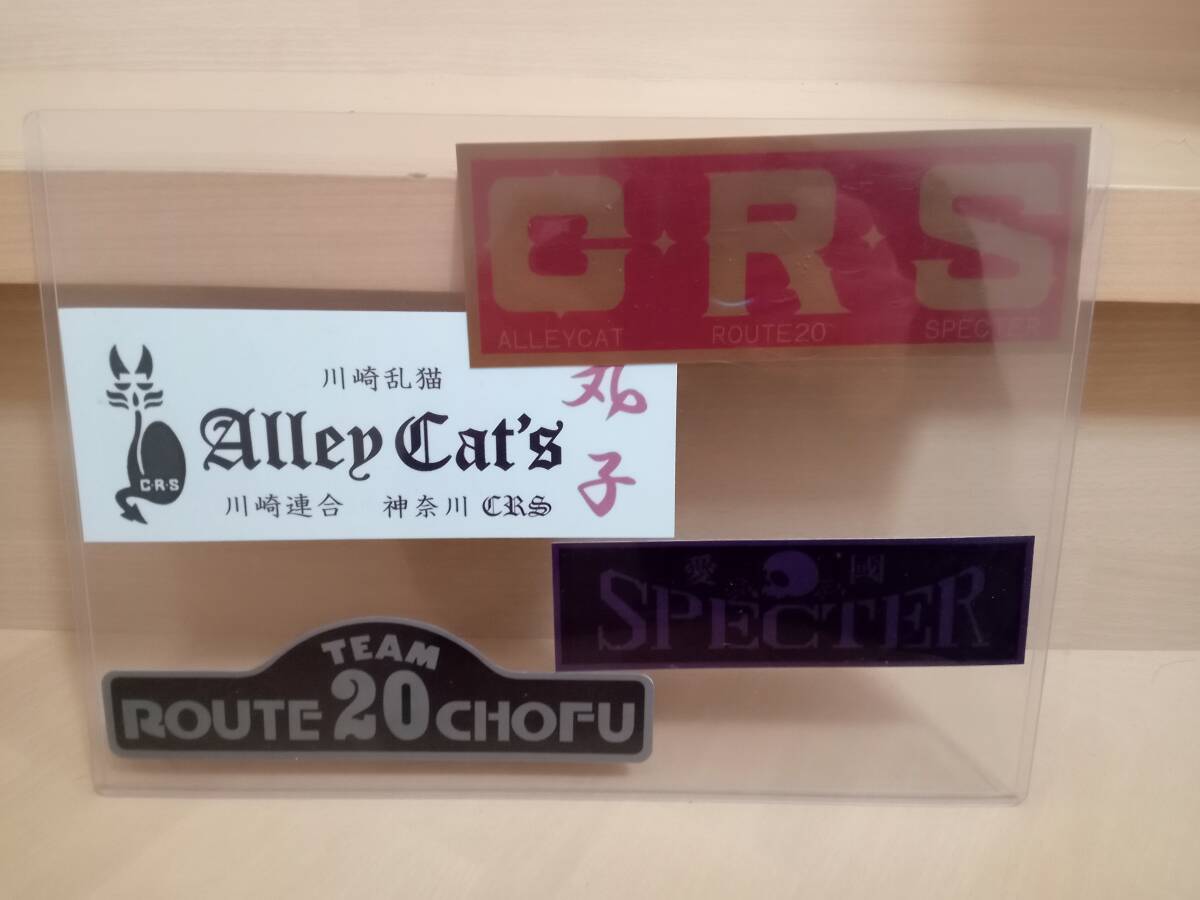 C·R·S
ALLEYCAT ROUTE20 SPECTER
川崎乱猫
Alley Cat's
川崎連合 神奈川 CRS
丸子
C·R·S
愛 國
SPECTER
TEAM
ROUTE 20 CHOFU